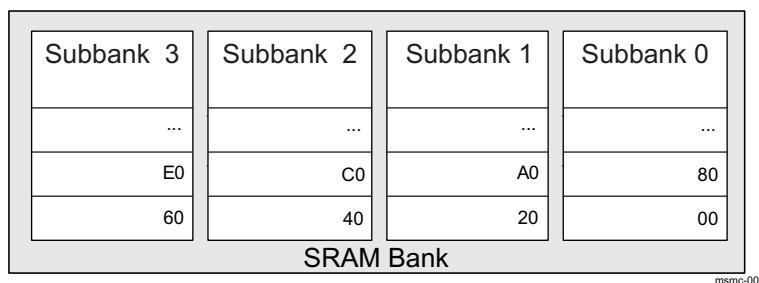 Subbank 3 Subbank 2 Subbank 1 Subbank 0
... ... ... ...
E0 C0 A0 80
60 40 20 00
SRAM Bank
msmc-00